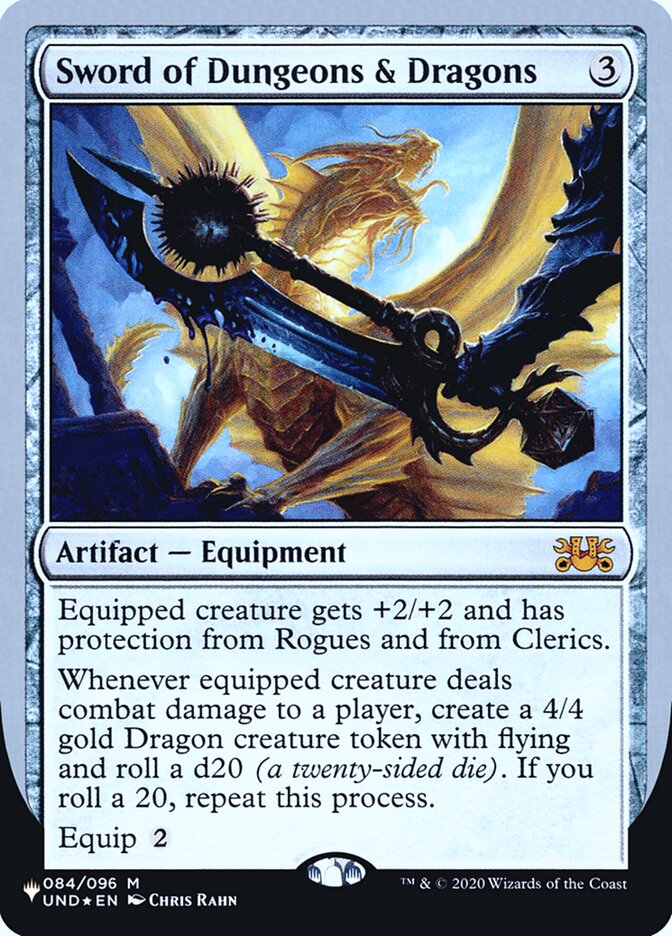 Sword of Dungeons & Dragons 3
Artifact — Equipment
Equipped creature gets +2/+2 and has
protection from Rogues and from Clerics.
Whenever equipped creature deals
combat damage to a player, create a 4/4
gold Dragon creature token with flying
and roll a d20 (a twenty-sided die). If you
roll a 20, repeat this process.
Equip 2
084/096 M
UND★EN Chris Rahn
™ & © 2020 Wizards of the Coast